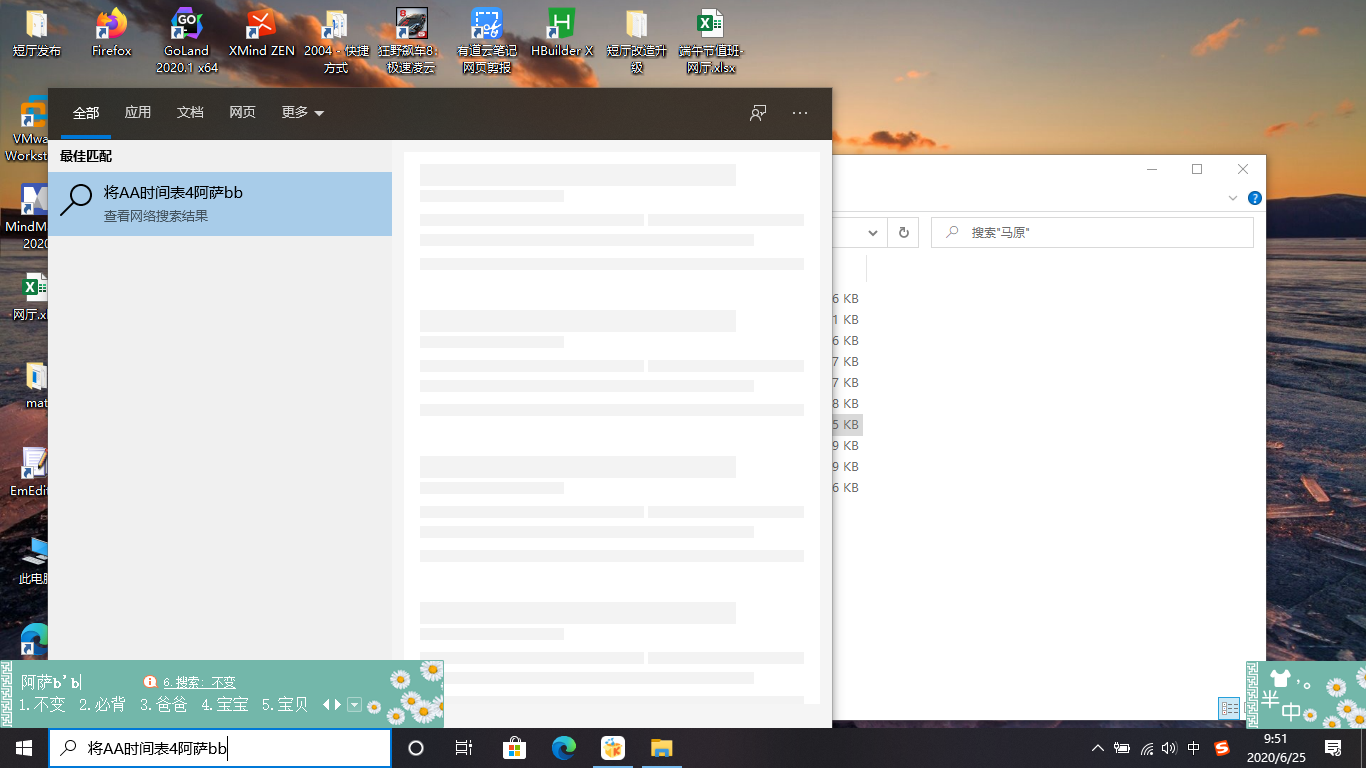 短厅发布
Firefox
GoLand
2020.1 x64
XMind ZEN
2004 - 快捷
方式
狂野飙车8:
极速凌云
有道云笔记
网页剪报
HBuilder X
短厅改造升
级
端午节值班-
网厅.xlsx
VMwa
Workst
MindM
2020
网厅.xl
mat
EmEdit
此电脑
全部
应用
文档
网页
更多
最佳匹配
将AA时间表4阿萨bb
查看网络搜索结果
搜索"马原"
6 KB
1 KB
6 KB
7 KB
7 KB
8 KB
5 KB
9 KB
9 KB
6 KB
阿萨b'b
6.搜索: 不变
1.不变 2.必背 3.爸爸 4.宝宝 5.宝贝
半
中
将AA时间表4阿萨bb
中
9:51
2020/6/25